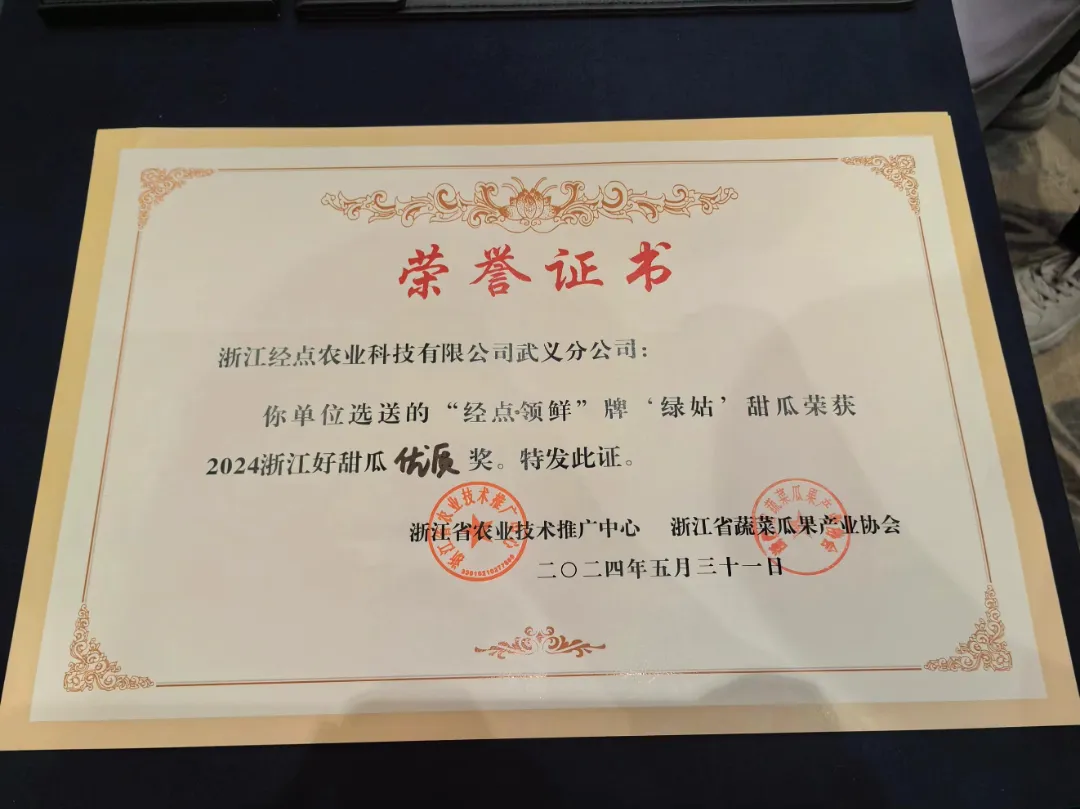 荣誉证书
浙江经点农业科技有限公司武义分公司：
你单位选送的“经点·领鲜”牌‘绿姑’甜瓜荣获
2024浙江好甜瓜优质奖。特发此证。
浙江省农业技术推广中心 浙江省蔬菜瓜果产业协会
二〇二四年五月三十一日